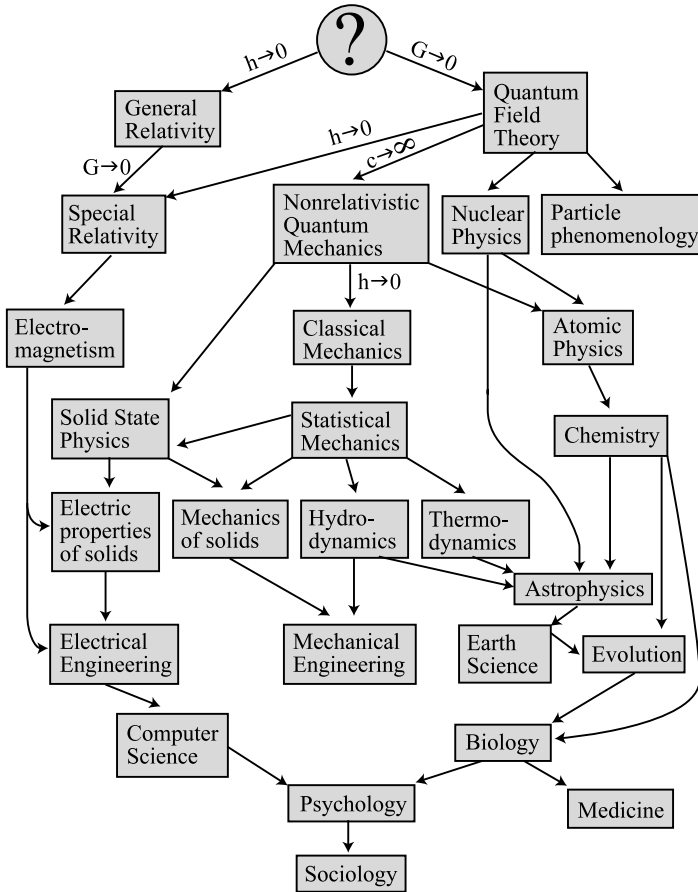 ?
h→0
G→0
General
Relativity
Quantum
Field
Theory
h→0
c→∞
G→0
Special
Relativity
Nonrelativistic
Quantum
Mechanics
Nuclear
Physics
Particle
phenomenology
h→0
Electro-
magnetism
Classical
Mechanics
Atomic
Physics
Solid State
Physics
Statistical
Mechanics
Chemistry
Electric
properties
of solids
Mechanics
of solids
Hydro-
dynamics
Thermo-
dynamics
Astrophysics
Electrical
Engineering
Mechanical
Engineering
Earth
Science
Evolution
Computer
Science
Biology
Psychology
Medicine
Sociology